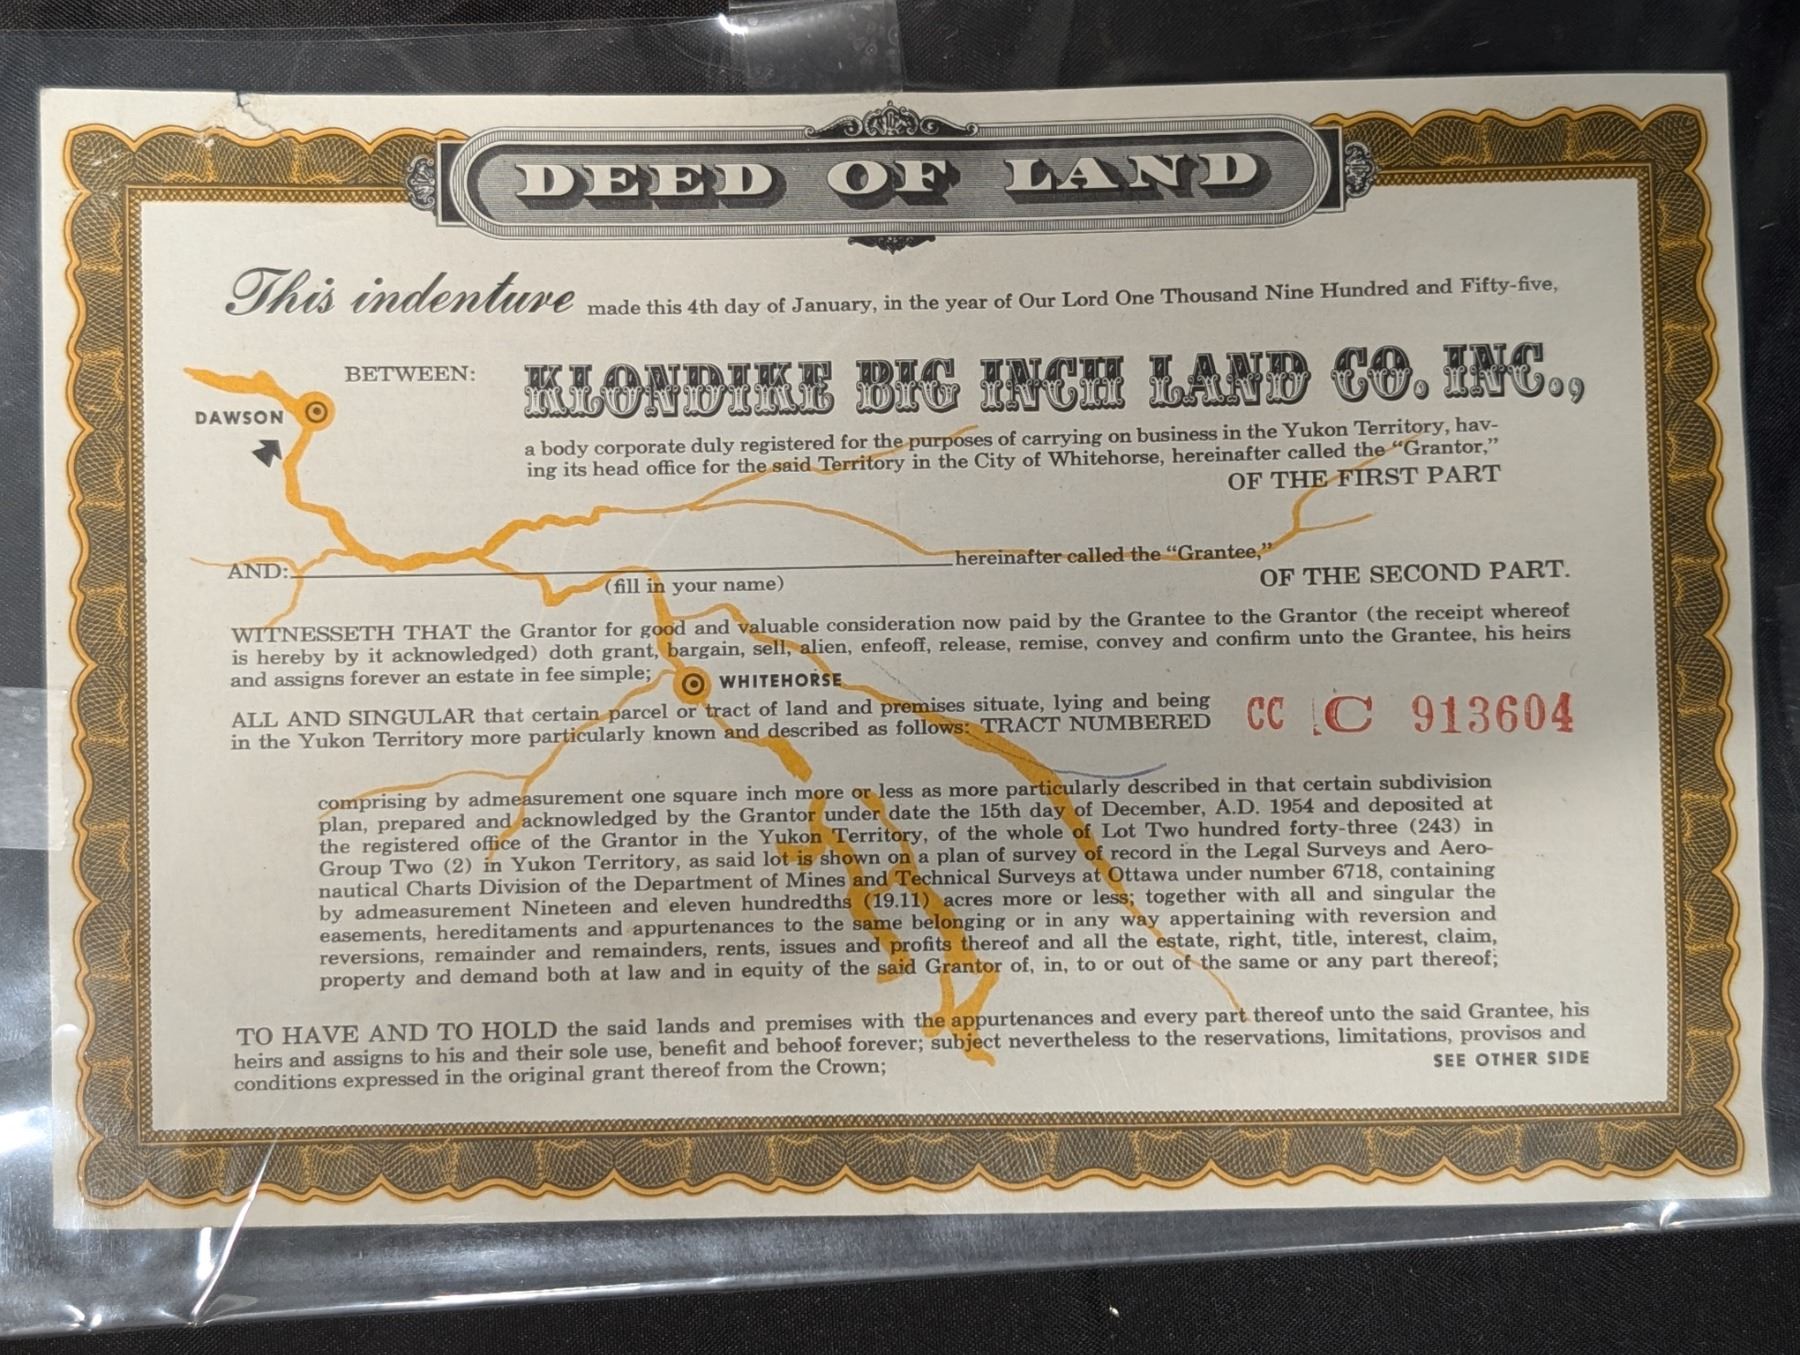 DEED OF LAND
This indenture made this 4th day of January, in the year of Our Lord One Thousand Nine Hundred and Fifty-five,
BETWEEN: KLONDIKE BIG INCH LAND CO. INC.,
DAWSON
a body corporate duly registered for the purposes of carrying on business in the Yukon Territory, hav-
ing its head office for the said Territory in the City of Whitehorse, hereinafter called the “Grantor,”
OF THE FIRST PART
AND: hereinafter called the “Grantee,”
(fill in your name)
OF THE SECOND PART.
WITNESSETH THAT the Grantor for good and valuable consideration now paid by the Grantee to the Grantor (the receipt whereof
is hereby by it acknowledged) doth grant, bargain, sell, alien, enfeoff, release, remise, convey and confirm unto the Grantee, his heirs
and assigns forever an estate in fee simple;
WHITEHORSE
ALL AND SINGULAR that certain parcel or tract of land and premises situate, lying and being
in the Yukon Territory more particularly known and described as follows: TRACT NUMBERED
CC C 913604
comprising by admeasurement one square inch more or less as more particularly described in that certain subdivision
plan, prepared and acknowledged by the Grantor under date the 15th day of December, A.D. 1954 and deposited at
the registered office of the Grantor in the Yukon Territory, of the whole of Lot Two hundred forty-three (243) in
Group Two (2) in Yukon Territory, as said lot is shown on a plan of survey of record in the Legal Surveys and Aero-
nautical Charts Division of the Department of Mines and Technical Surveys at Ottawa under number 6718, containing
by admeasurement Nineteen and eleven hundredths (19.11) acres more or less; together with all and singular the
easements, hereditaments and appurtenances to the same belonging or in any way appertaining with reversion and
reversions, remainder and remainders, rents, issues and profits thereof and all the estate, right, title, interest, claim,
property and demand both at law and in equity of the said Grantor of, in, to or out of the same or any part thereof;
TO HAVE AND TO HOLD the said lands and premises with the appurtenances and every part thereof unto the said Grantee, his
heirs and assigns to his and their sole use, benefit and behoof forever; subject nevertheless to the reservations, limitations, provisos and
conditions expressed in the original grant thereof from the Crown;
SEE OTHER SIDE